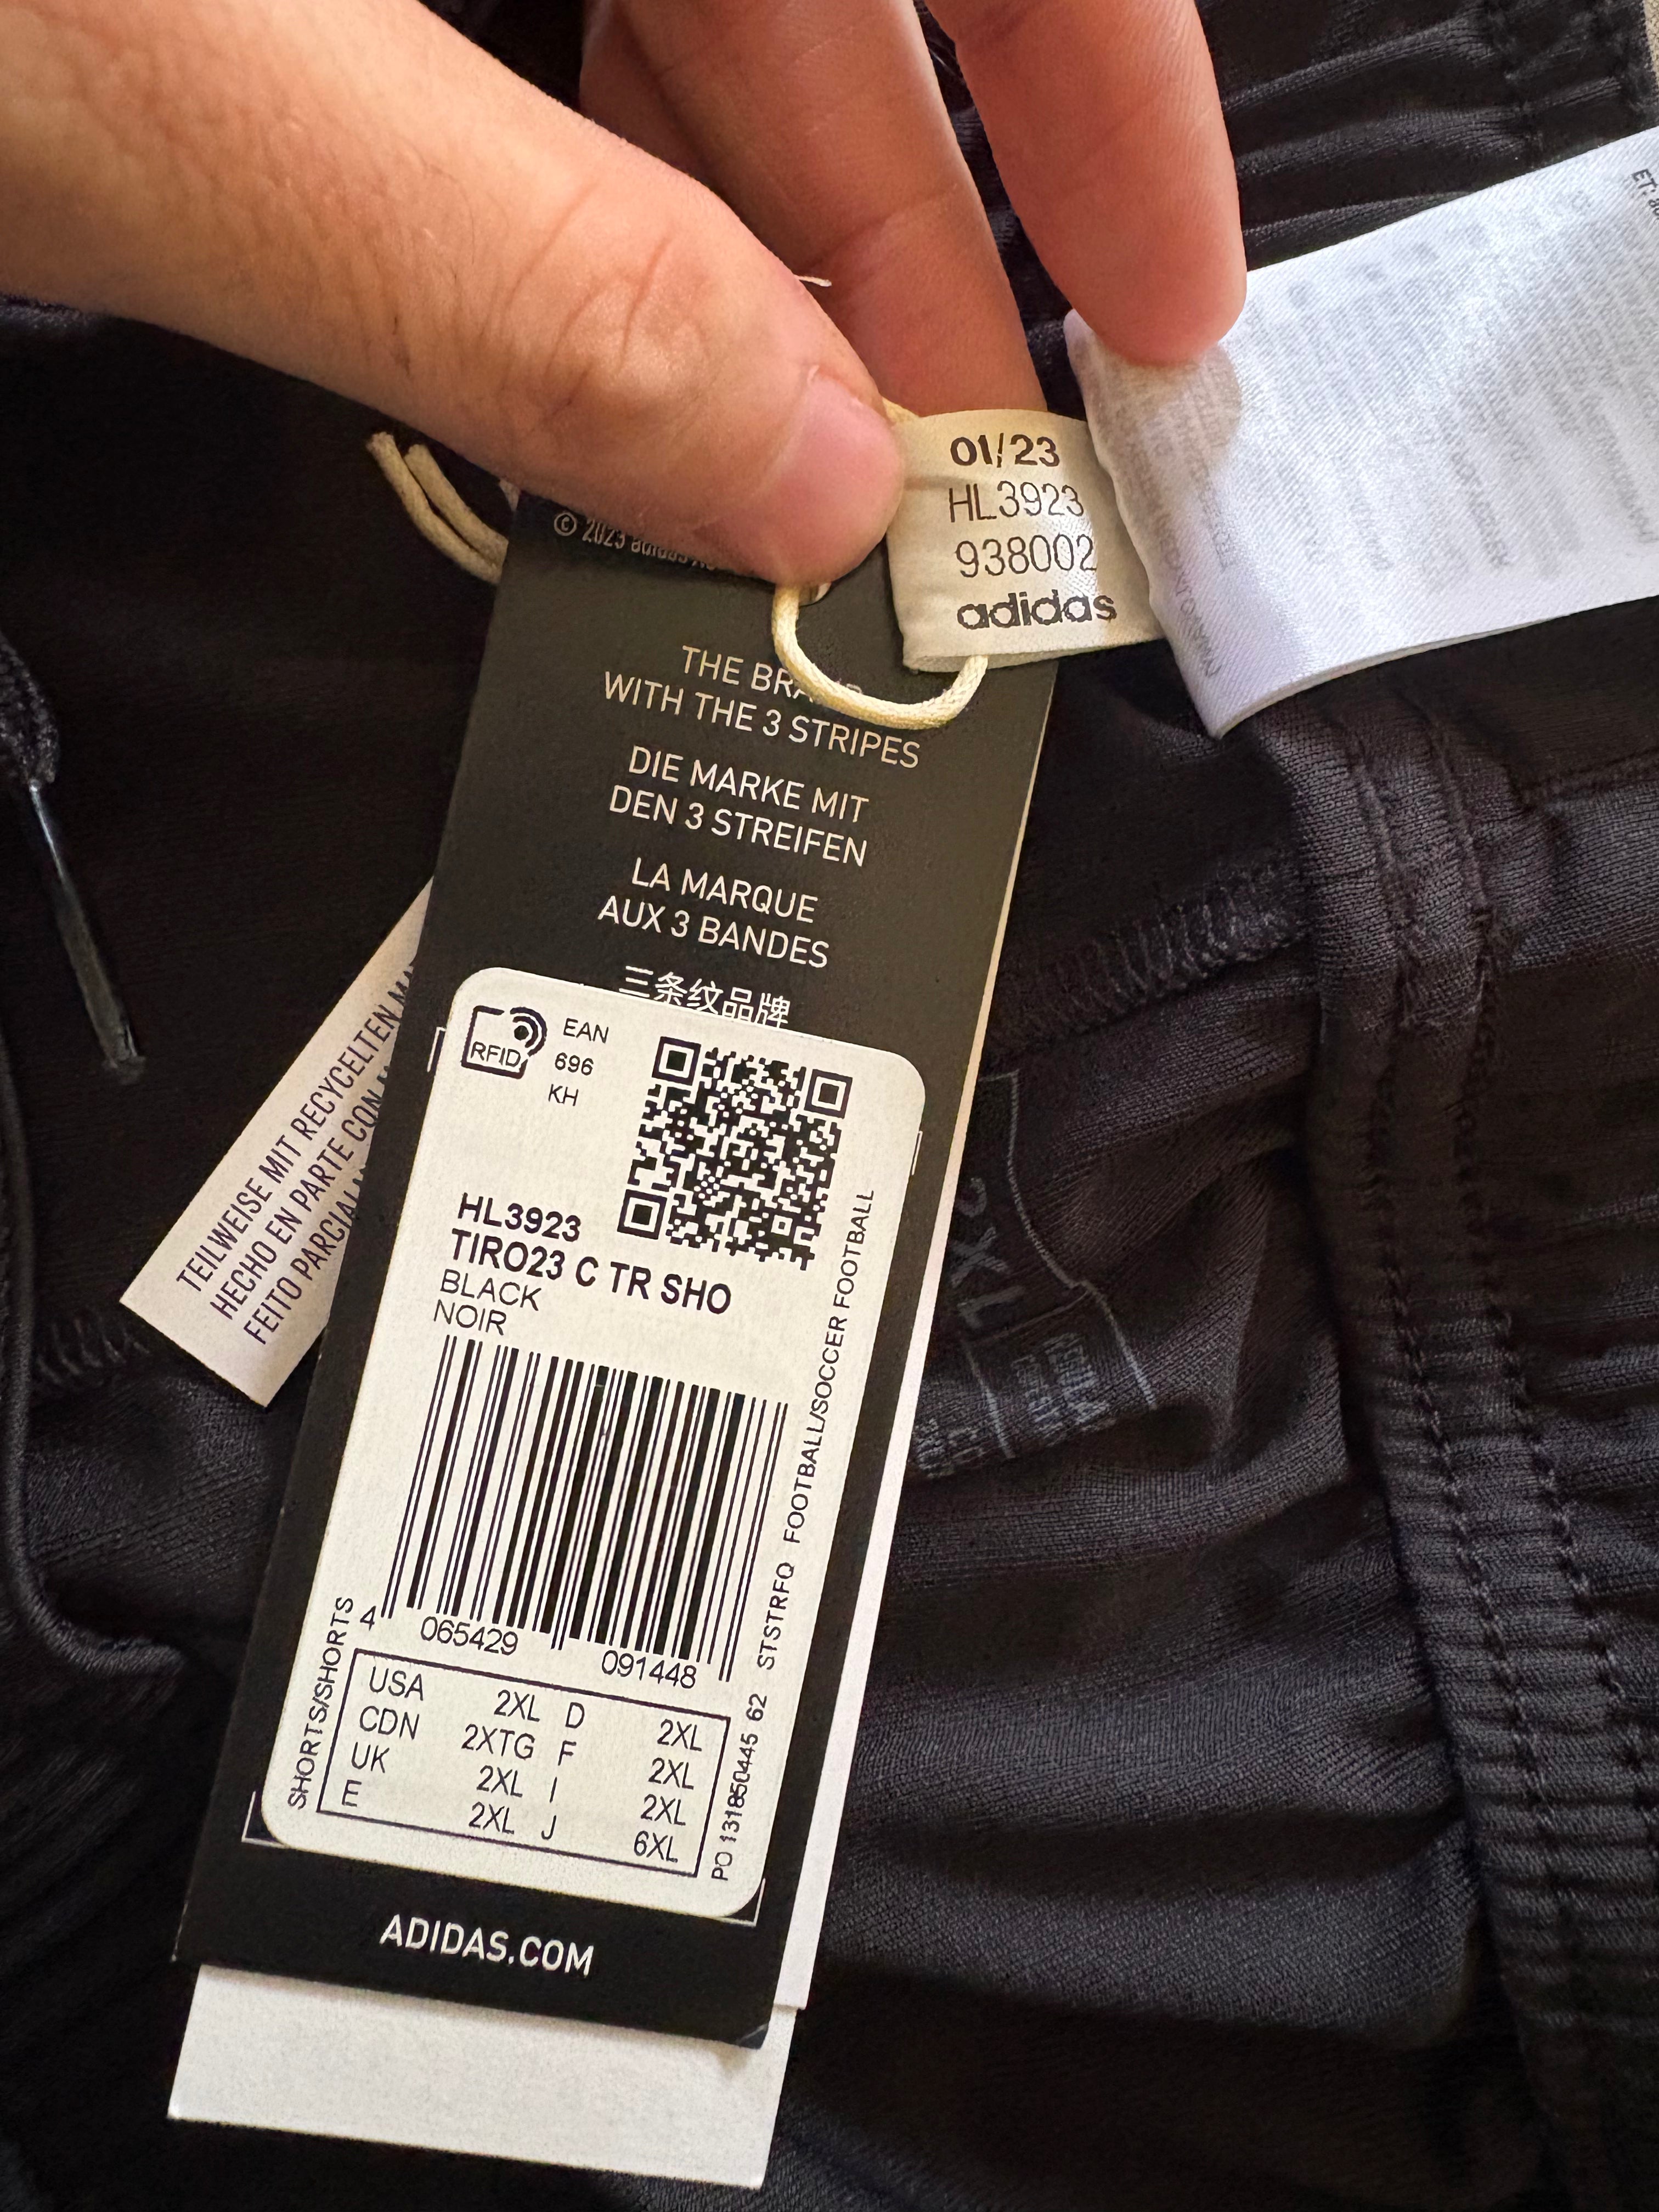 01/23
HL3923
938002
adidas
© 2023 adidas
THE
WITH THE 3 STRIPES
DIE MARKE MIT
DEN 3 STREIFEN
LA MARQUE
AUX 3 BANDES
三条纹品牌
RFID
EAN
696
KH
HL3923
TIRO23 C TR SHO
BLACK
NOIR
4 065429 091448
SHORTS/SHORTS
STSTRFQ FOOTBALL/SOCCER FOOTBALL
PO 131850445 62
USA 2XL D 2XL
CDN 2XTG F 2XL
UK 2XL I 2XL
E 2XL J 6XL
ADIDAS.COM
TEILWEISE MIT RECYCELTEN
HECHO EN PARTE CON
FEITO
2XL